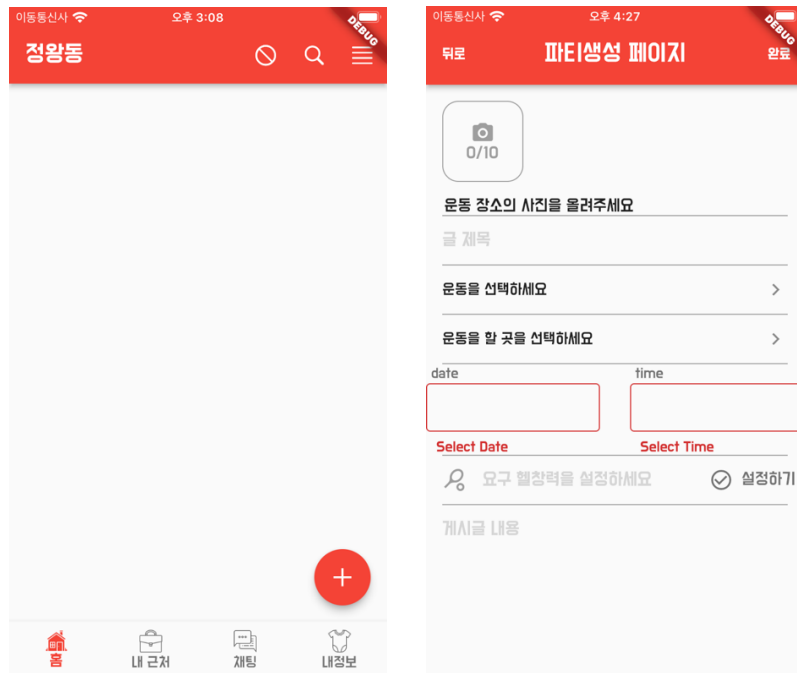 이동통신사 오후 3:08
DEBUG
정왕동
홈
내 근처
채팅
내정보
이동통신사 오후 4:27
DEBUG
뒤로 파티생성 페이지 완료
0/10
운동 장소의 사진을 올려주세요
글 제목
운동을 선택하세요
운동을 할 곳을 선택하세요
date time
Select Date Select Time
요구 헬창력을 설정하세요 설정하기
게시글 내용